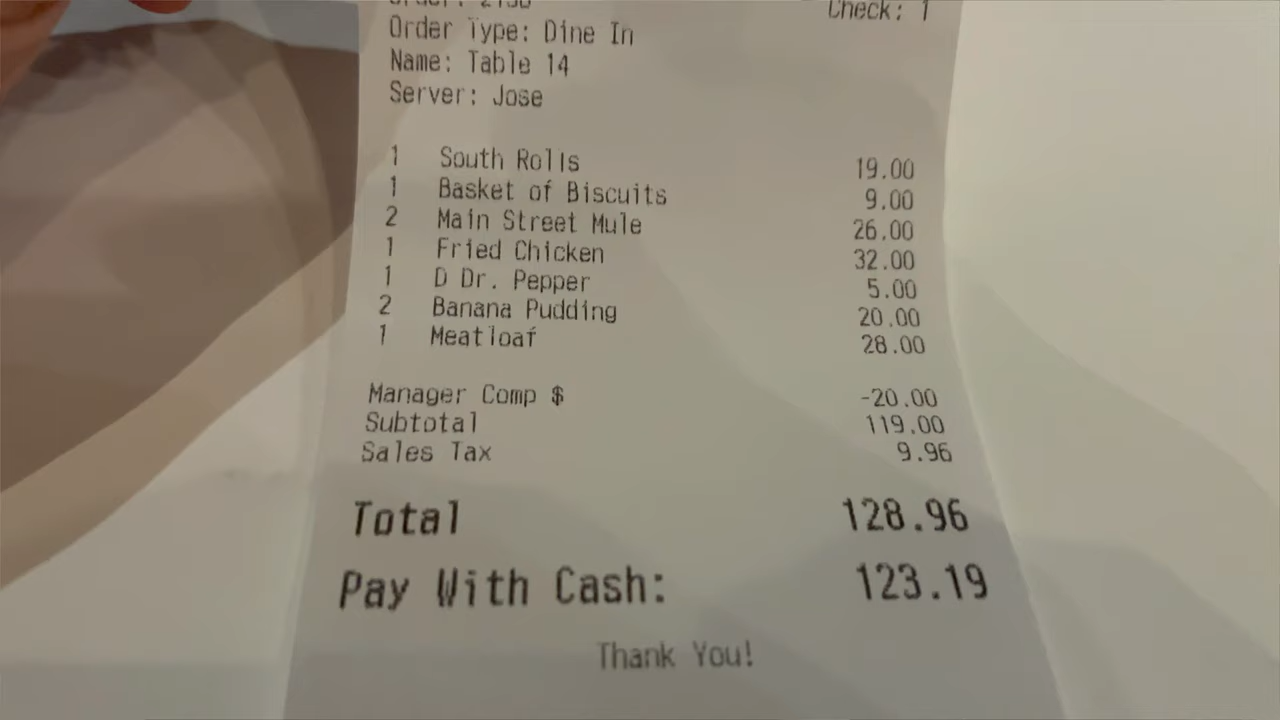 Check: 1
Order Type: Dine In
Name: Table 14
Server: Jose
1 South Rolls 19.00
1 Basket of Biscuits 9.00
2 Main Street Mule 26.00
1 Fried Chicken 32.00
1 D Dr. Pepper 5.00
2 Banana Pudding 20.00
1 Meatloaf 28.00
Manager Comp $ -20.00
Subtotal 119.00
Sales Tax 9.96
Total 128.96
Pay With Cash: 123.19
Thank You!